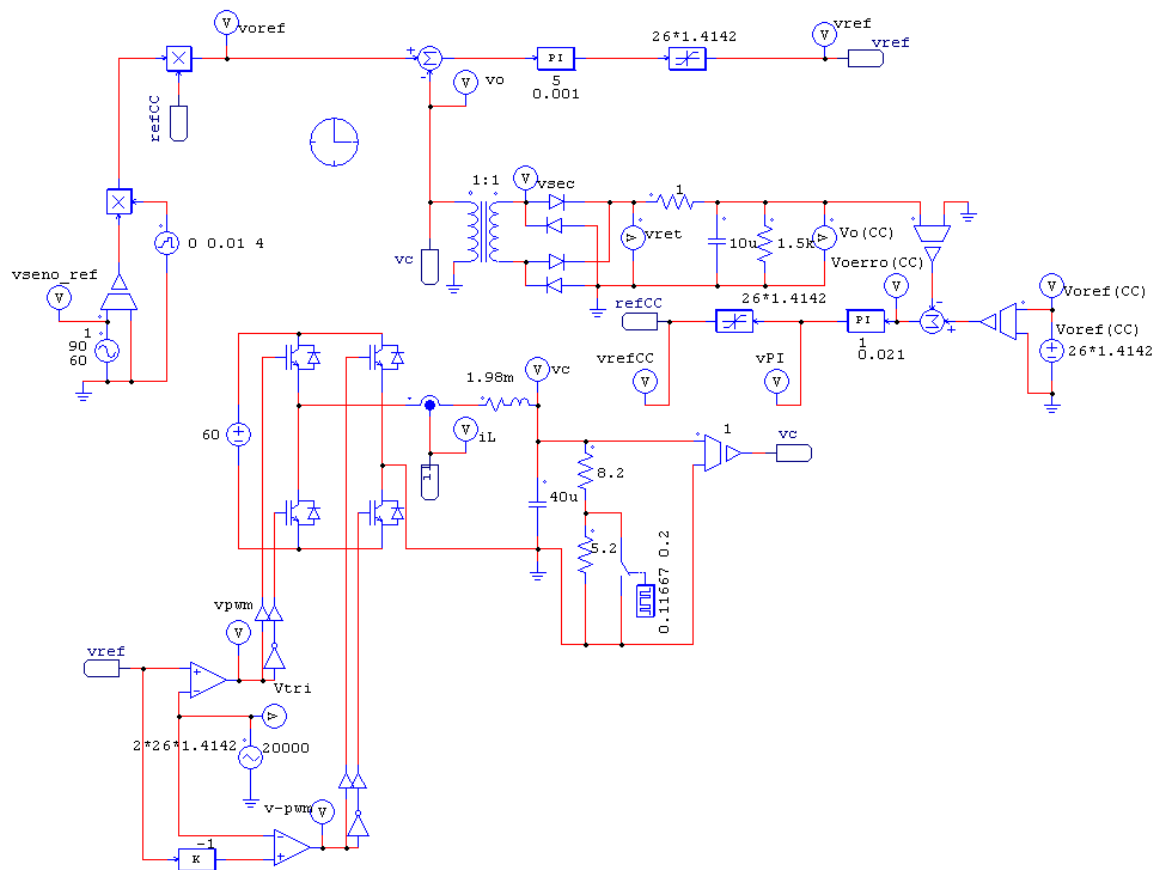 voref
26*1.4142
vref
vref
PI
5
0.001
vo
refCC
1:1
vsec
1
0 0.01 4
vret
10u
1.5k
Vo(CC)
vseno_ref
vc
Voerro(CC)
26*1.4142
refCC
Voref(CC)
PI
1
0.021
Voref(CC)
26*1.4142
1
90
60
vrefCC
vPI
1.98m
vc
iL
60
1
vc
8.2
40u
5.2
0.11667 0.2
vpwm
vref
Vtri
2*26*1.4142
20000
v-pwm
-1
K